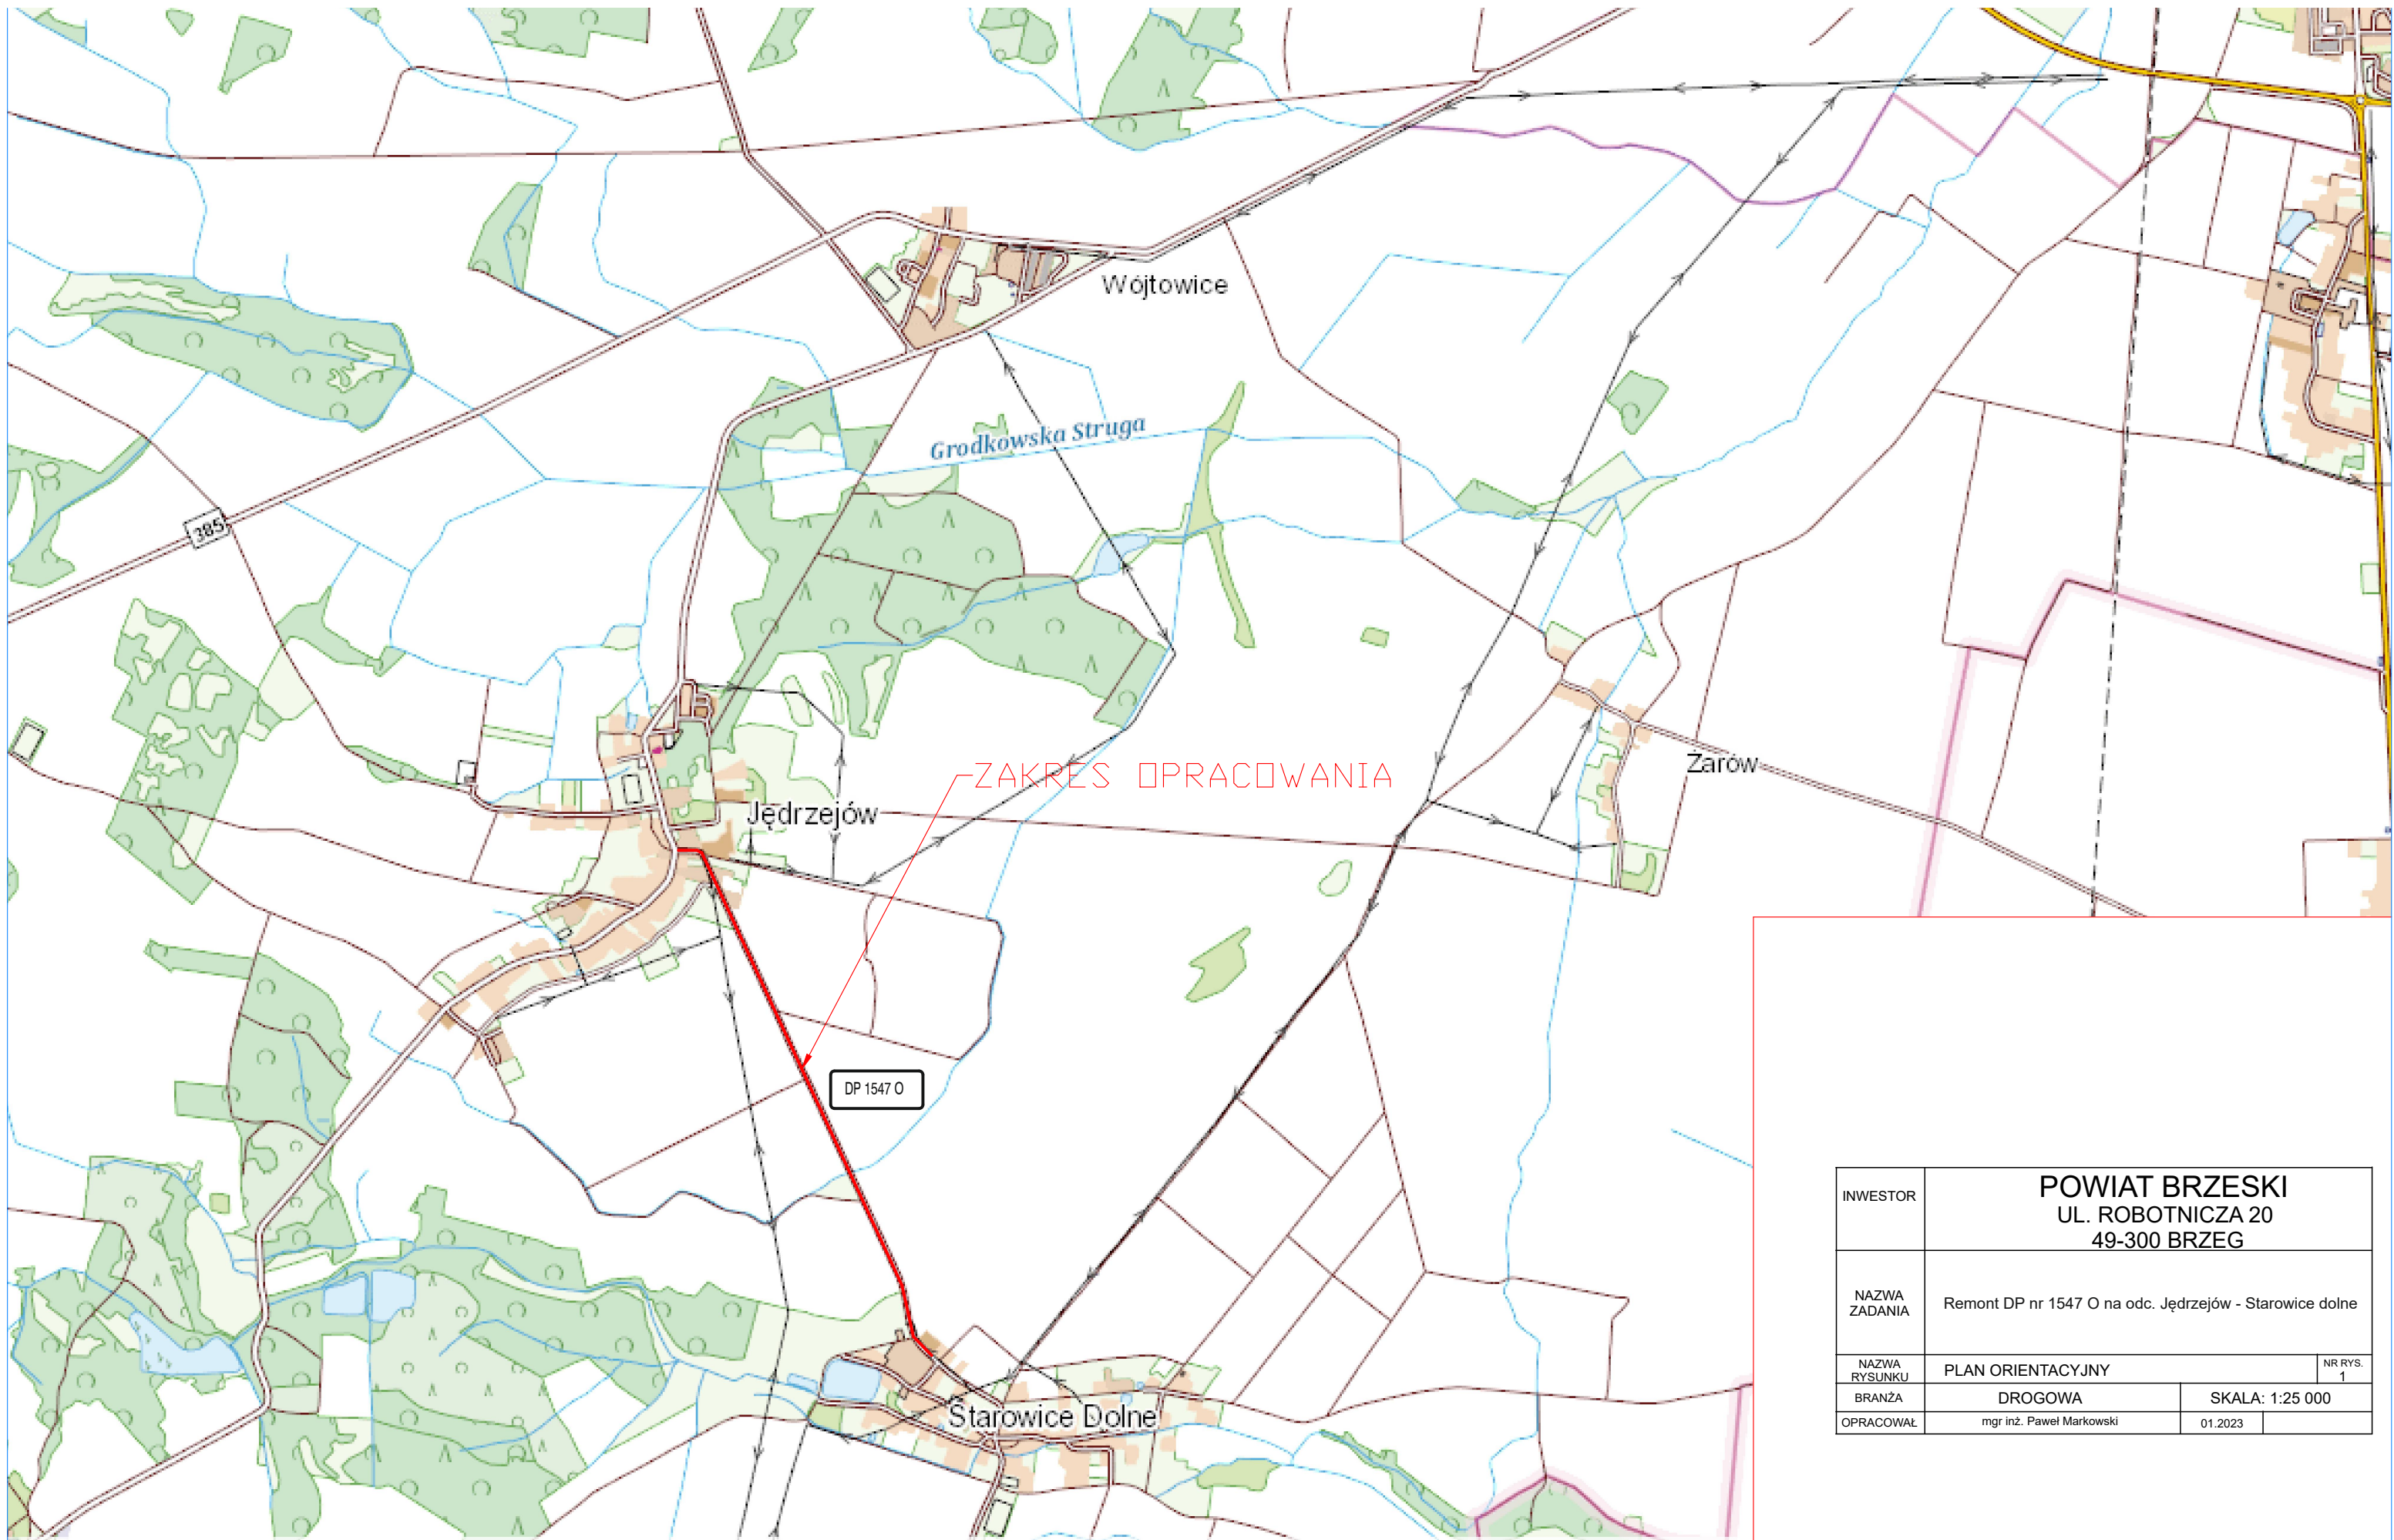 Wójtowice
Grodkowska Struga
385
Żarów
ZAKRES OPRACOWANIA
Jędrzejów
DP 1547 O
Starowice Dolne
INWESTOR
POWIAT BRZESKI
UL. ROBOTNICZA 20
49-300 BRZEG
NAZWA
ZADANIA
Remont DP nr 1547 O na odc. Jędrzejów - Starowice dolne
NAZWA
RYSUNKU
PLAN ORIENTACYJNY
NR RYS.
1
BRANŻA
DROGOWA
SKALA: 1:25 000
OPRACOWAŁ
mgr inż. Paweł Markowski
01.2023